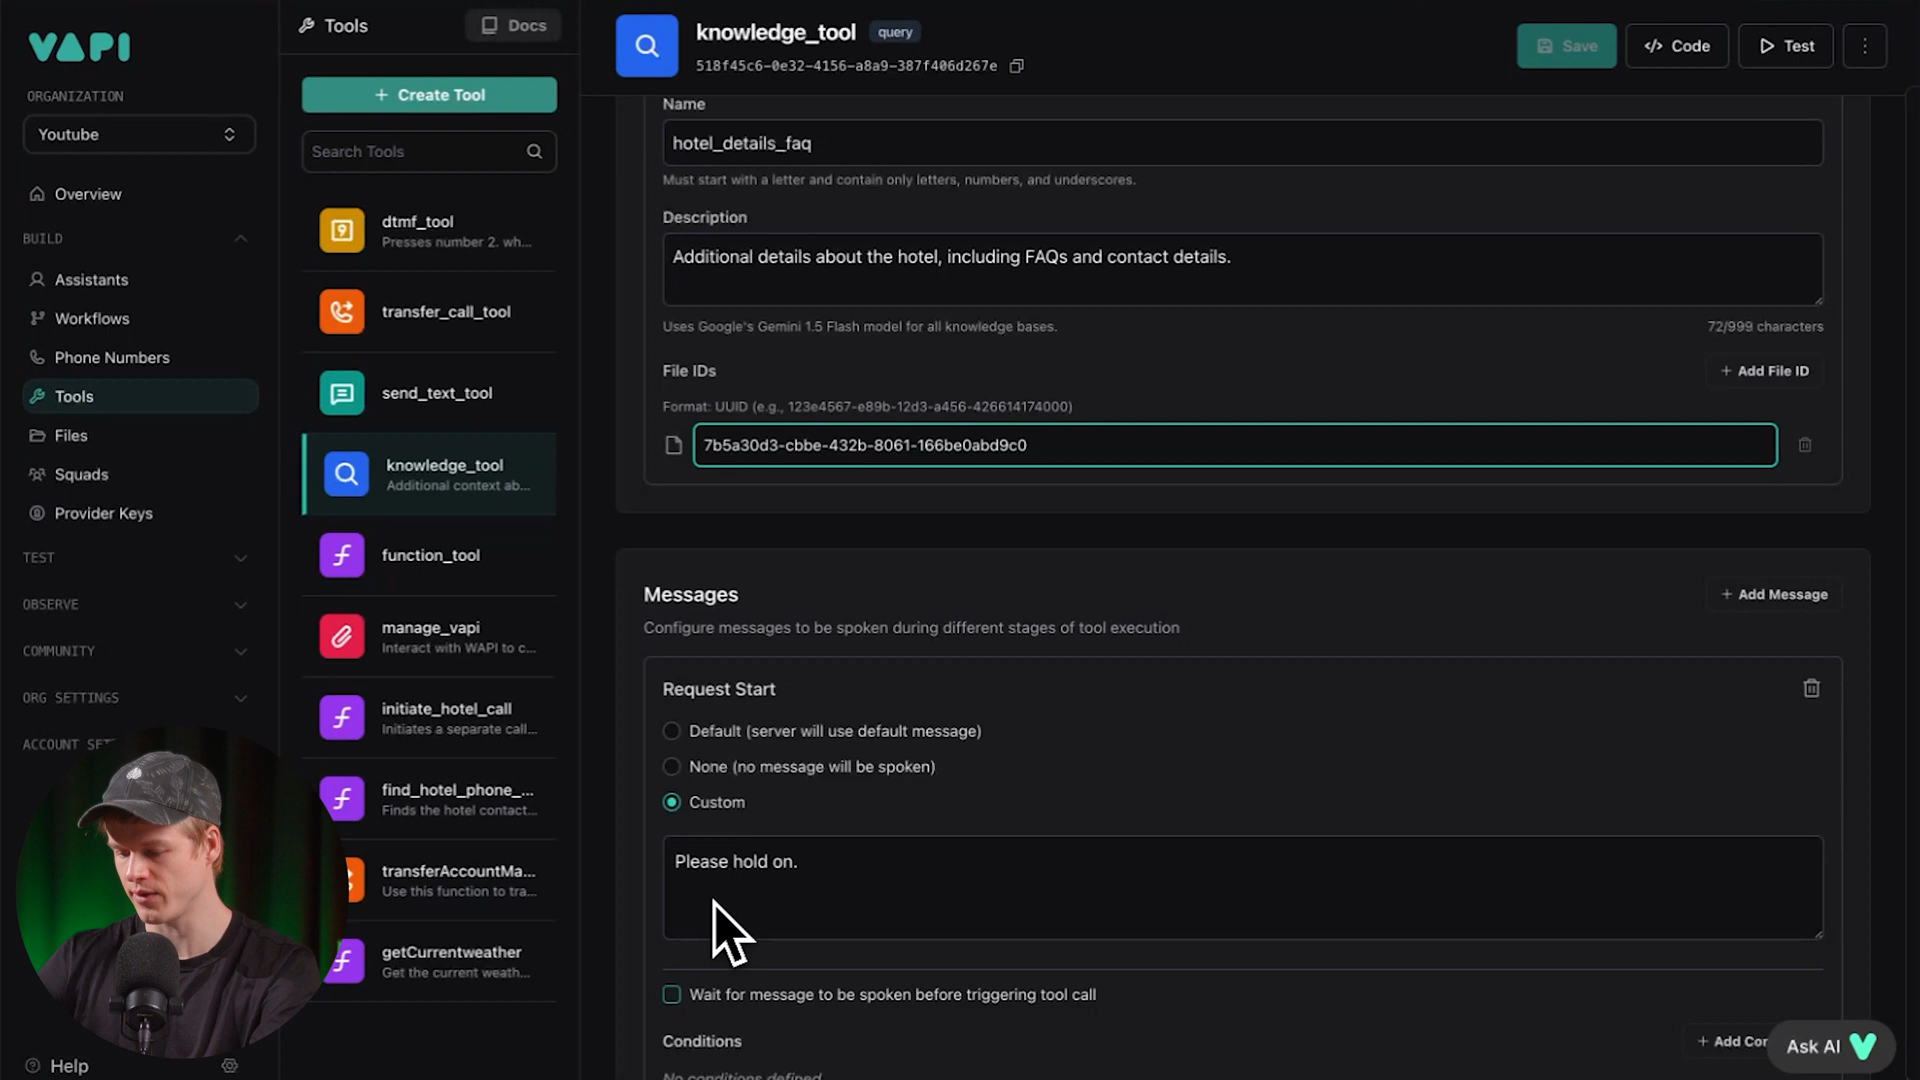 VAPI
ORGANIZATION
Youtube
Overview
BUILD
Assistants
Workflows
Phone Numbers
Tools
Files
Squads
Provider Keys
TEST
OBSERVE
COMMUNITY
ORG SETTINGS
ACCOUNT SET
Help
Tools
Docs
+ Create Tool
Search Tools
dtmf_tool
Presses number 2. wh...
transfer_call_tool
send_text_tool
knowledge_tool
Additional context ab...
function_tool
manage_vapi
Interact with WAPI to c...
initiate_hotel_call
Initiates a separate call...
find_hotel_phone_...
Finds the hotel contact...
transferAccountMa...
Use this function to tra...
getCurrentweather
Get the current weath...
knowledge_tool query
518f45c6-0e32-4156-a8a9-387f406d267e
Save
</> Code
Test
Name
hotel_details_faq
Must start with a letter and contain only letters, numbers, and underscores.
Description
Additional details about the hotel, including FAQs and contact details.
Uses Google's Gemini 1.5 Flash model for all knowledge bases.
72/999 characters
File IDs
+ Add File ID
Format: UUID (e.g., 123e4567-e89b-12d3-a456-426614174000)
7b5a30d3-cbbe-432b-8061-166be0abd9c0
Messages
+ Add Message
Configure messages to be spoken during different stages of tool execution
Request Start
Default (server will use default message)
None (no message will be spoken)
Custom
Please hold on.
Wait for message to be spoken before triggering tool call
Conditions
+ Add Con
No conditions defined
Ask AI